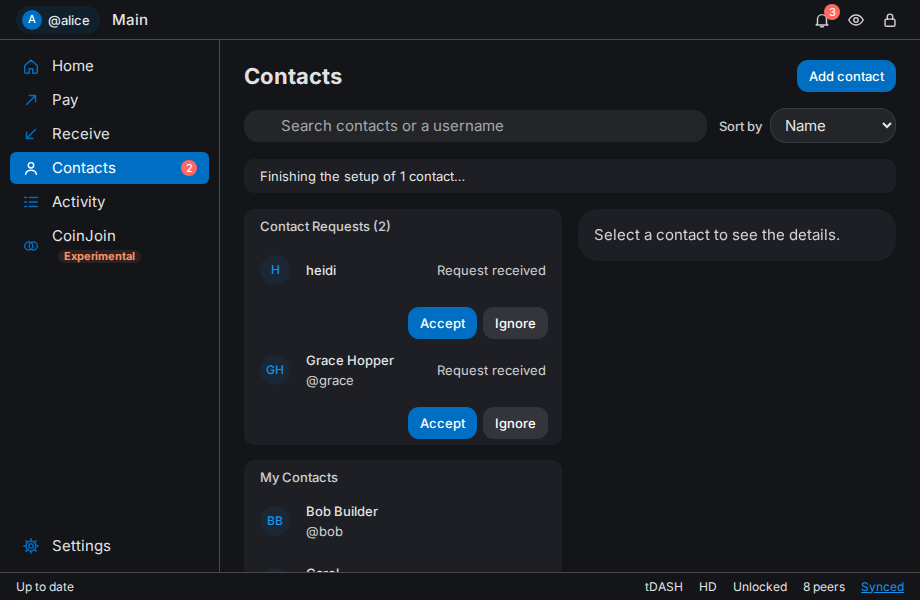 A @alice Main 3
Home
Pay
Receive
Contacts 2
Activity
CoinJoin
Experimental
Settings
Contacts
Add contact
Search contacts or a username
Sort by Name
Finishing the setup of 1 contact...
Contact Requests (2)
H heidi Request received
Accept Ignore
GH Grace Hopper
@grace
Request received
Accept Ignore
My Contacts
BB Bob Builder
@bob
Select a contact to see the details.
Up to date
tDASH HD Unlocked 8 peers Synced